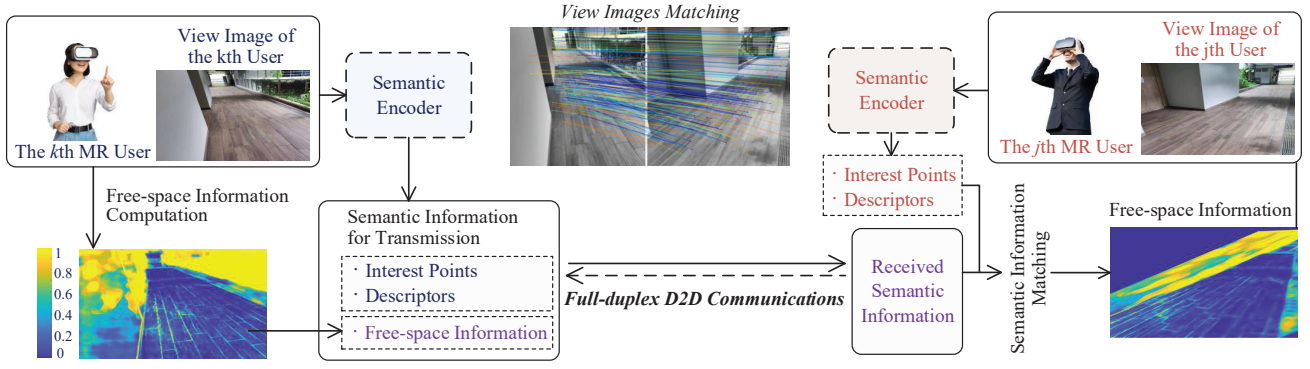 View Images Matching
View Image of
the kth User
The kth MR User
Semantic
Encoder
Semantic
Encoder
View Image of
the jth User
The jth MR User
Free-space Information
Computation
1
0.8
0.6
0.4
0.2
0
Semantic Information
for Transmission
· Interest Points
· Descriptors
· Free-space Information
Full-duplex D2D Communications
· Interest Points
· Descriptors
Received
Semantic
Information
Semantic Information
Matching
Free-space Information